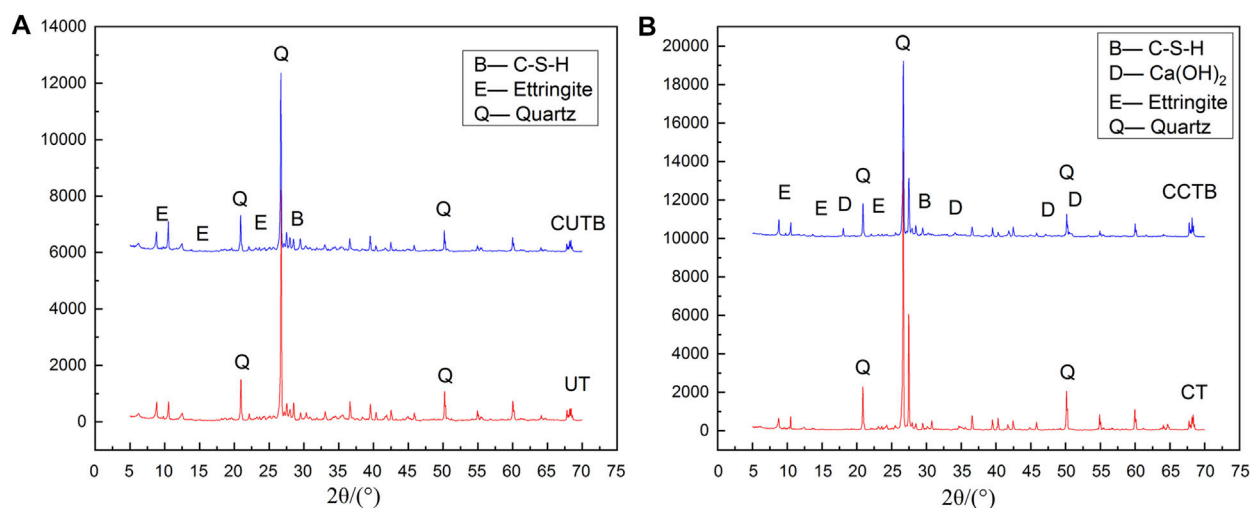 A
14000
12000
10000
8000
6000
4000
2000
0
0 5 10 15 20 25 30 35 40 45 50 55 60 65 70 75
2θ/(°)
B— C-S-H
E— Ettringite
Q— Quartz
Q
E E Q E B Q
CUTB
Q Q
UT
B
20000
18000
16000
14000
12000
10000
8000
6000
4000
2000
0
0 5 10 15 20 25 30 35 40 45 50 55 60 65 70 75
2θ/(°)
B— C-S-H
D— Ca(OH)₂
E— Ettringite
Q— Quartz
Q
E E D Q E B D D Q D
CCTB
Q Q
CT